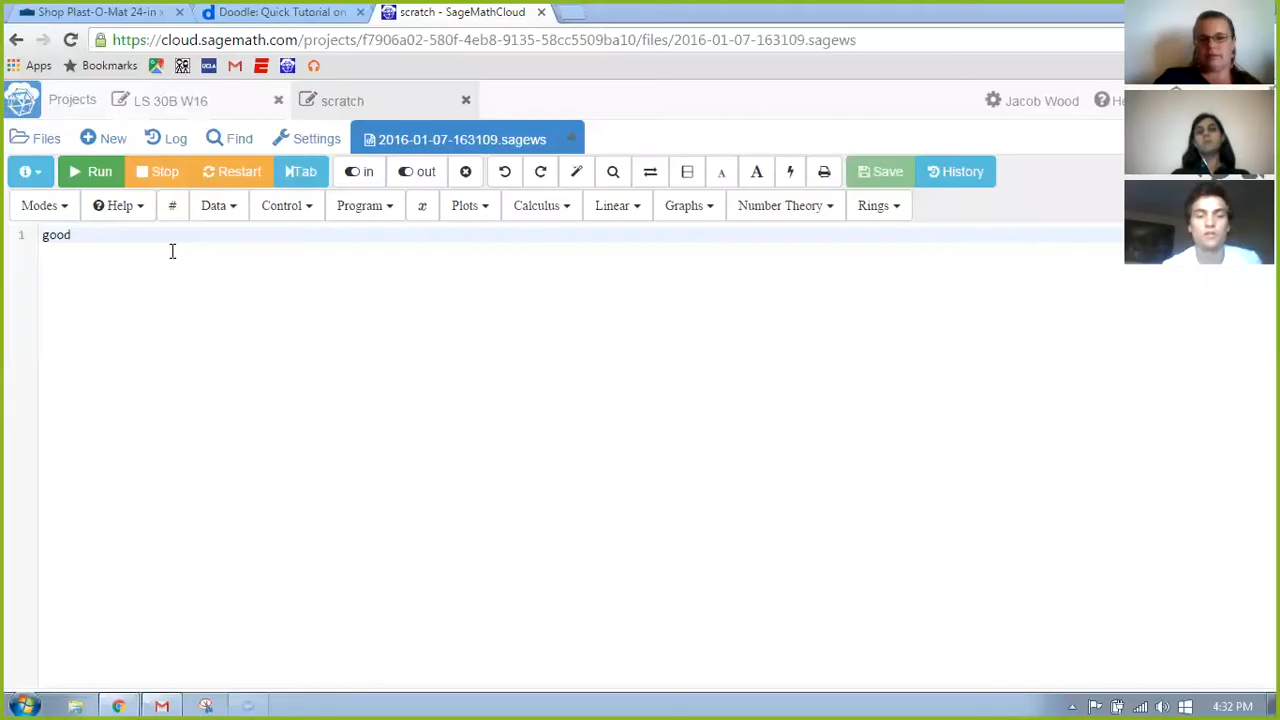 Shop Plast-O-Mat 24-in x
Doodle: Quick Tutorial on
scratch - SageMathCloud
https://cloud.sagemath.com/projects/f7906a02-580f-4eb8-9135-58cc5509ba10/files/2016-01-07-163109.sagews
Apps Bookmarks UCLA
Projects LS 30B W16 scratch Jacob Wood
Files New Log Find Settings 2016-01-07-163109.sagews
Run Stop Restart Tab in out A A Save History
Modes Help # Data Control Program x Plots Calculus Linear Graphs Number Theory Rings
1 good
4:32 PM